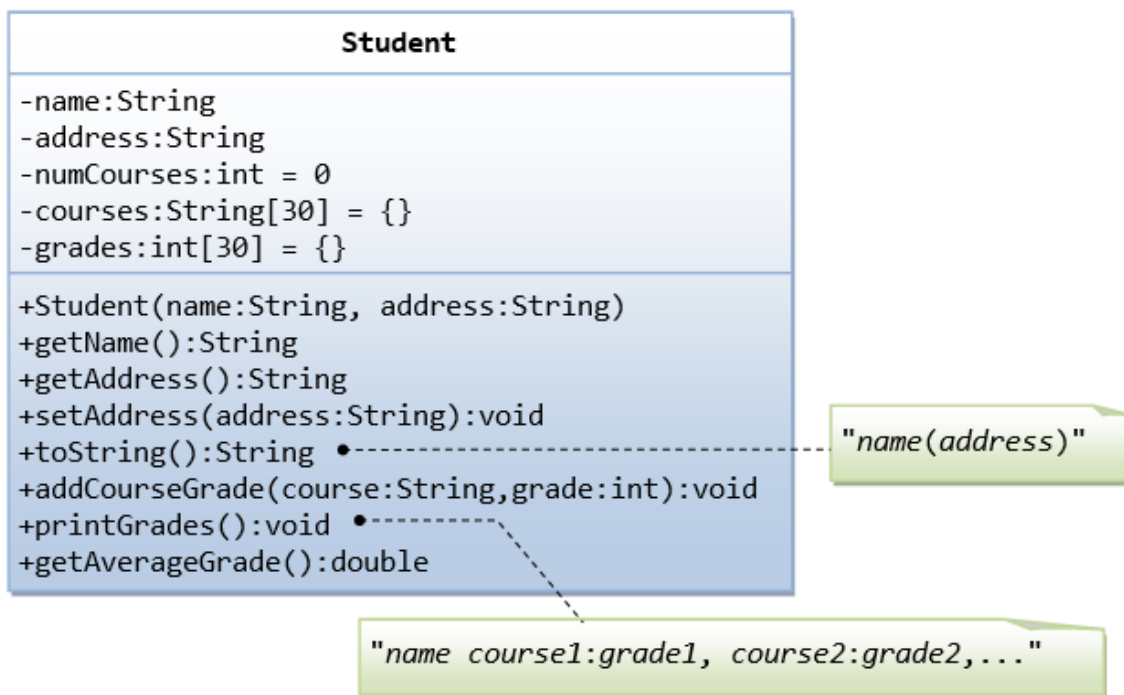 Student
-name:String
-address:String
-numCourses:int = 0
-courses:String[30] = {}
-grades:int[30] = {}
+Student(name:String, address:String)
+getName():String
+getAddress():String
+setAddress(address:String):void
+toString():String
"name(address)"
+addCourseGrade(course:String,grade:int):void
+printGrades():void
+getAverageGrade():double
"name course1:grade1, course2:grade2,..."